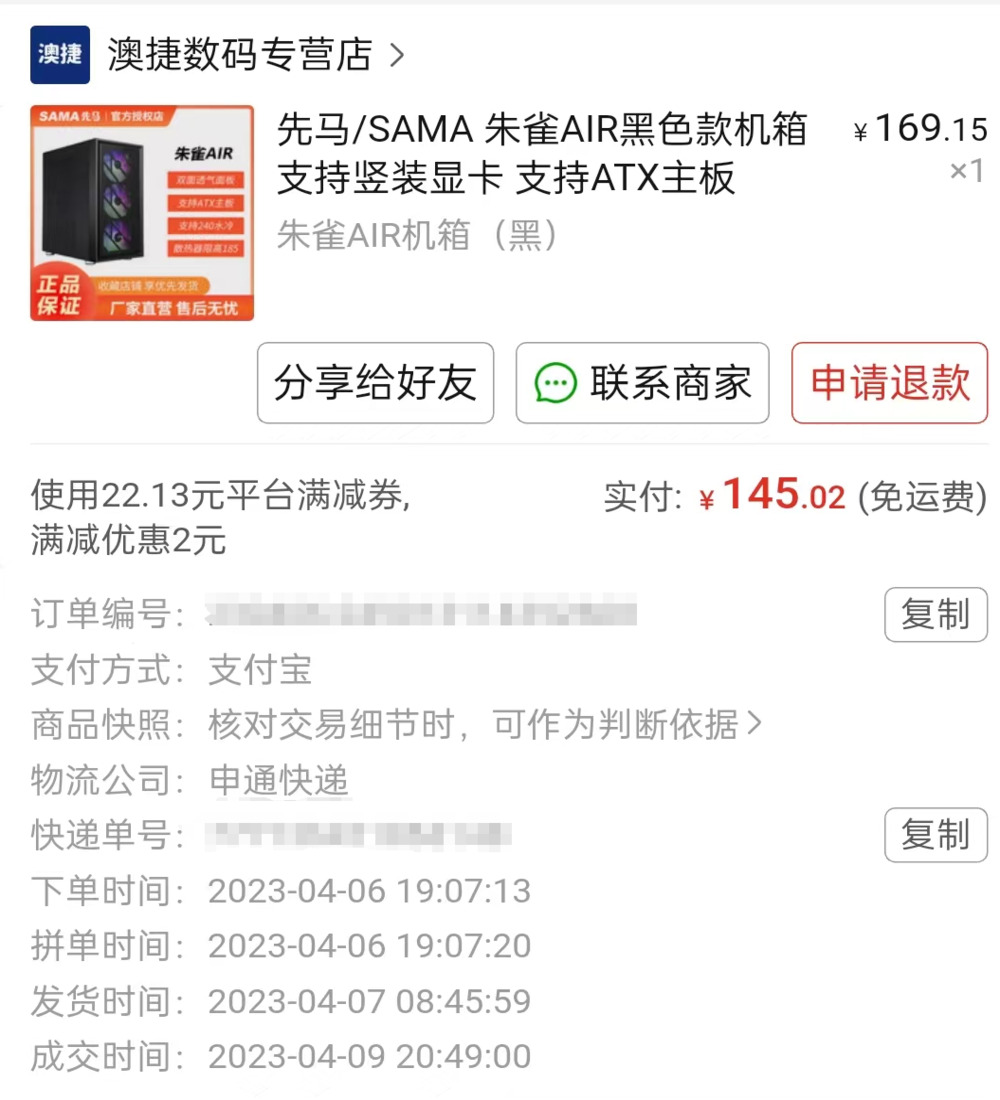 澳捷 澳捷数码专营店 >
SAMA先马 官方授权店
朱雀AIR
双面透气面板
支持ATX主板
支持240水冷
散热器限高165
正品
保证
收藏店铺 享优先发货
厂家直营 售后无忧
先马/SAMA 朱雀AIR黑色款机箱 ¥169.15
支持竖装显卡 支持ATX主板 ×1
朱雀AIR机箱（黑）
分享给好友 联系商家 申请退款
使用22.13元平台满减券, 实付: ¥145.02 (免运费)
满减优惠2元
订单编号: 复制
支付方式: 支付宝
商品快照: 核对交易细节时，可作为判断依据>
物流公司: 申通快递
快递单号: 复制
下单时间: 2023-04-06 19:07:13
拼单时间: 2023-04-06 19:07:20
发货时间: 2023-04-07 08:45:59
成交时间: 2023-04-09 20:49:00